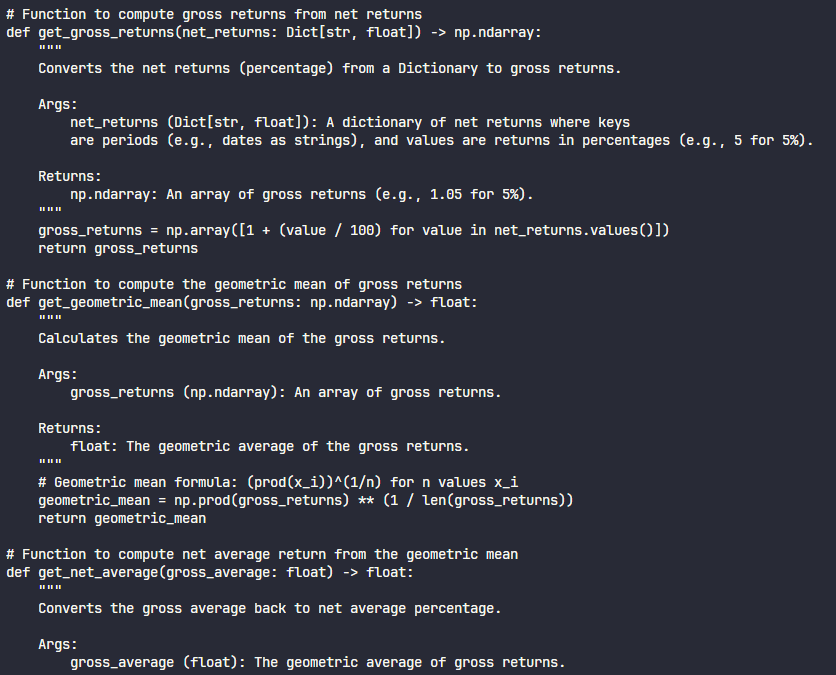 # Function to compute gross returns from net returns
def get_gross_returns(net_returns: Dict[str, float]) -> np.ndarray:
    """
    Converts the net returns (percentage) from a Dictionary to gross returns.

    Args:
        net_returns (Dict[str, float]): A dictionary of net returns where keys
        are periods (e.g., dates as strings), and values are returns in percentages (e.g., 5 for 5%).

    Returns:
        np.ndarray: An array of gross returns (e.g., 1.05 for 5%).
    """
    gross_returns = np.array([1 + (value / 100) for value in net_returns.values()])
    return gross_returns

# Function to compute the geometric mean of gross returns
def get_geometric_mean(gross_returns: np.ndarray) -> float:
    """
    Calculates the geometric mean of the gross returns.

    Args:
        gross_returns (np.ndarray): An array of gross returns.

    Returns:
        float: The geometric average of the gross returns.
    """
    # Geometric mean formula: (prod(x_i))^(1/n) for n values x_i
    geometric_mean = np.prod(gross_returns) ** (1 / len(gross_returns))
    return geometric_mean

# Function to compute net average return from the geometric mean
def get_net_average(gross_average: float) -> float:
    """
    Converts the gross average back to net average percentage.

    Args:
        gross_average (float): The geometric average of gross returns.